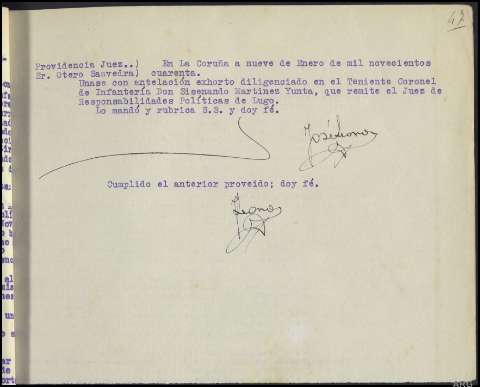 47
Providencia Juez..) En La Coruña a nueve de Enero de mil novecientos
Sr. Otero Saavedra) cuarenta.
Unase con antelación exhorto diligenciado en el Teniente Coronel
de Infantería Don Sisenando Martinez Yunta, que remite el Juez de
Responsabilidades Políticas de Lugo.
Lo mandó y rubrica S.S. y doy fé.
Cumplido el anterior proveido; doy fé.